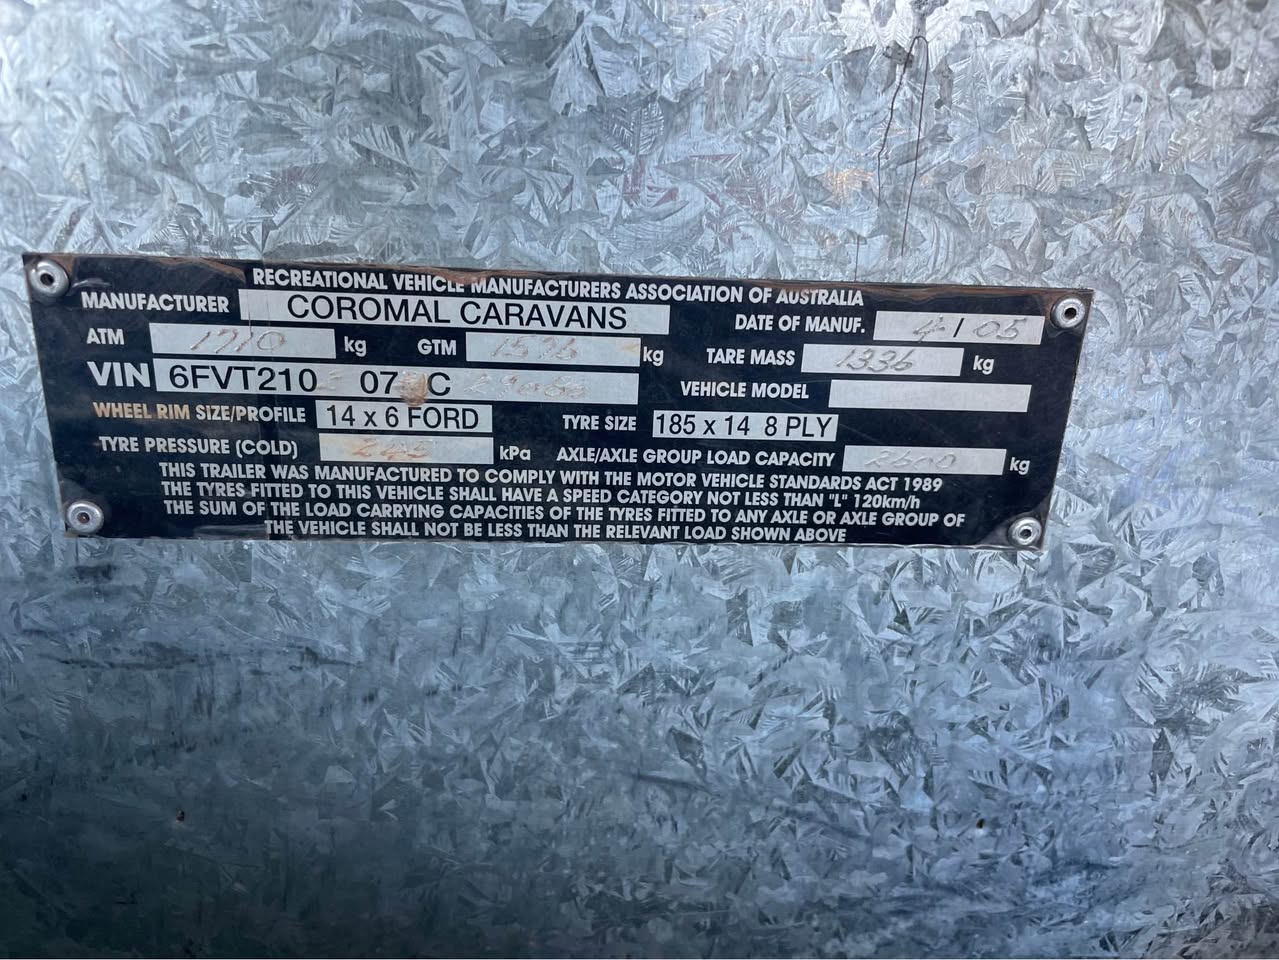 RECREATIONAL VEHICLE MANUFACTURERS ASSOCIATION OF AUSTRALIA
MANUFACTURER COROMAL CARAVANS DATE OF MANUF. 4/05
ATM 1710 kg GTM kg TARE MASS 1336 kg
VIN VEHICLE MODEL
WHEEL RIM SIZE/PROFILE 14 x 6 FORD TYRE SIZE 185 x 14 8 PLY
TYRE PRESSURE (COLD) kPa AXLE/AXLE GROUP LOAD CAPACITY 2600 kg
THIS TRAILER WAS MANUFACTURED TO COMPLY WITH THE MOTOR VEHICLE STANDARDS ACT 1989
THE TYRES FITTED TO THIS VEHICLE SHALL HAVE A SPEED CATEGORY NOT LESS THAN "L" 120km/h
THE SUM OF THE LOAD CARRYING CAPACITIES OF THE TYRES FITTED TO ANY AXLE OR AXLE GROUP OF
THE VEHICLE SHALL NOT BE LESS THAN THE RELEVANT LOAD SHOWN ABOVE